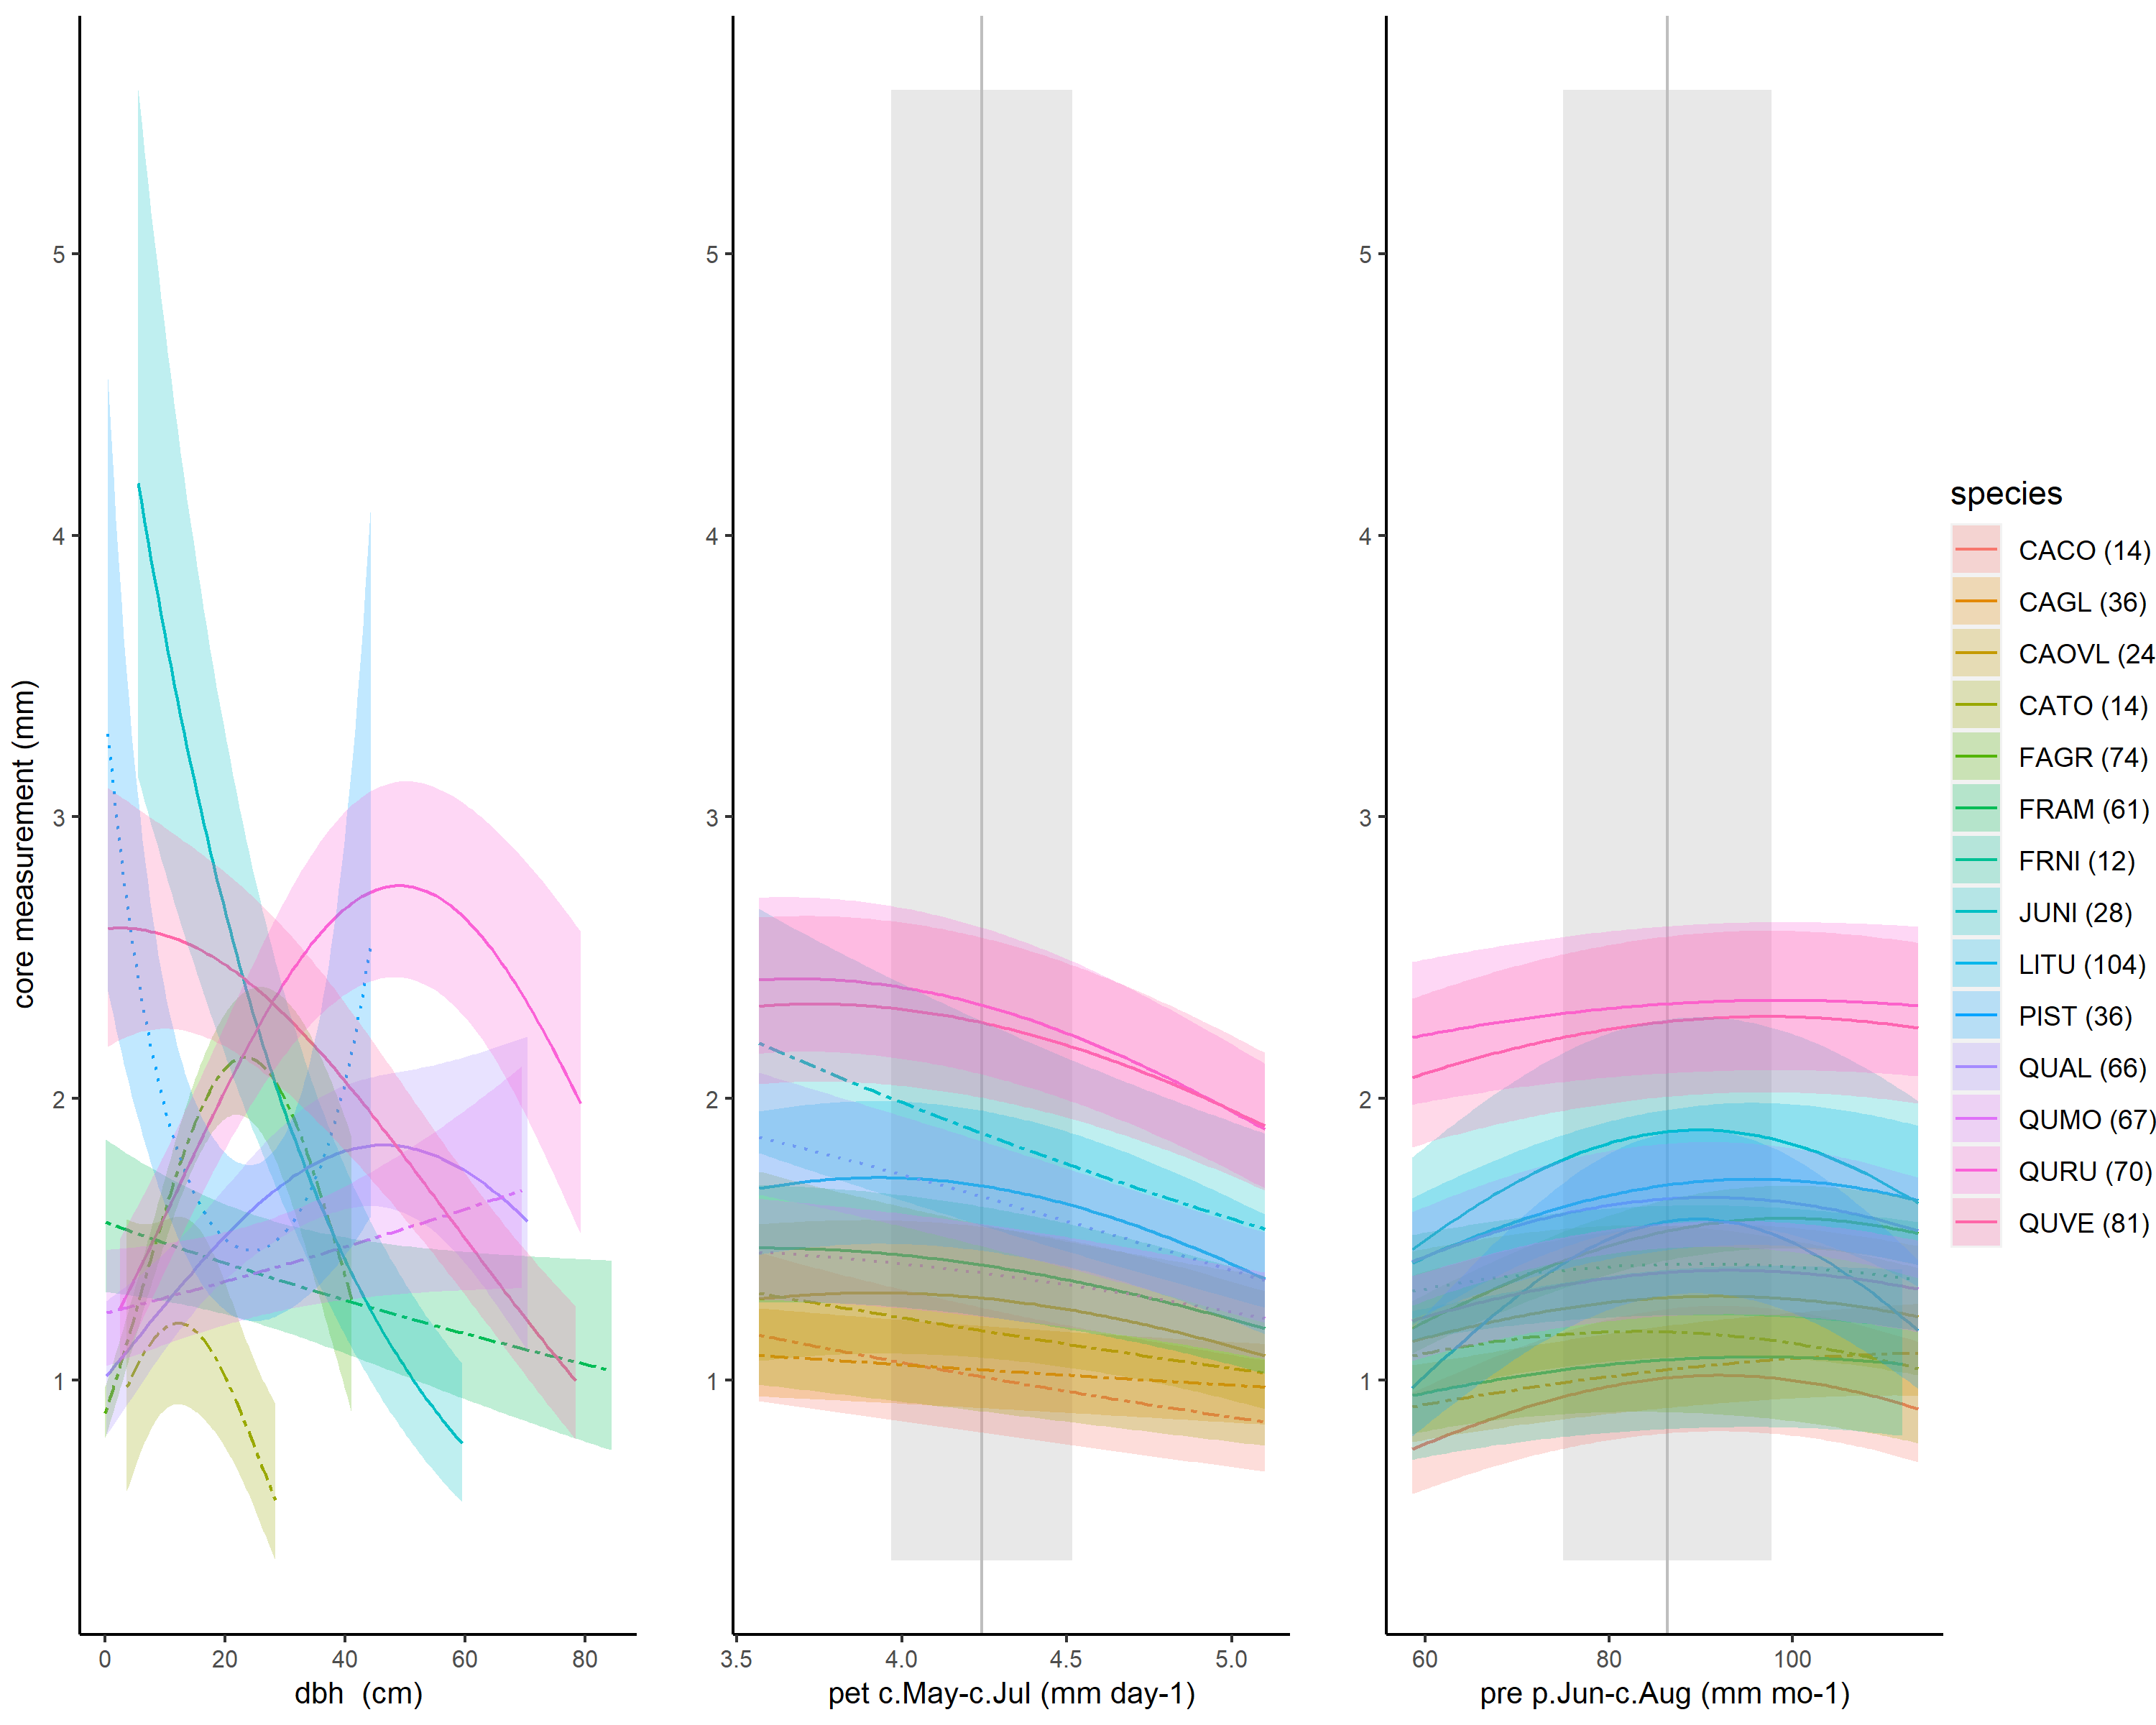 core measurement (mm)
5
4
3
2
1
0 20 40 60 80
dbh  (cm)
5
4
3
2
1
3.5 4.0 4.5 5.0
pet c.May-c.Jul (mm day-1)
5
4
3
2
1
60 80 100
pre p.Jun-c.Aug (mm mo-1)
species
CACO (14)
CAGL (36)
CAOVL (24
CATO (14)
FAGR (74)
FRAM (61)
FRNI (12)
JUNI (28)
LITU (104)
PIST (36)
QUAL (66)
QUMO (67)
QURU (70)
QUVE (81)